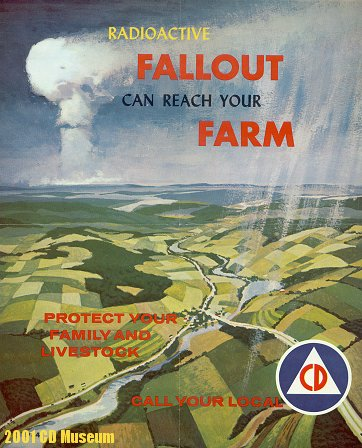 RADIOACTIVE
FALLOUT
CAN REACH YOUR
FARM
PROTECT YOUR
FAMILY AND
LIVESTOCK
CD
CALL YOUR LOCAL
2001 CD Museum